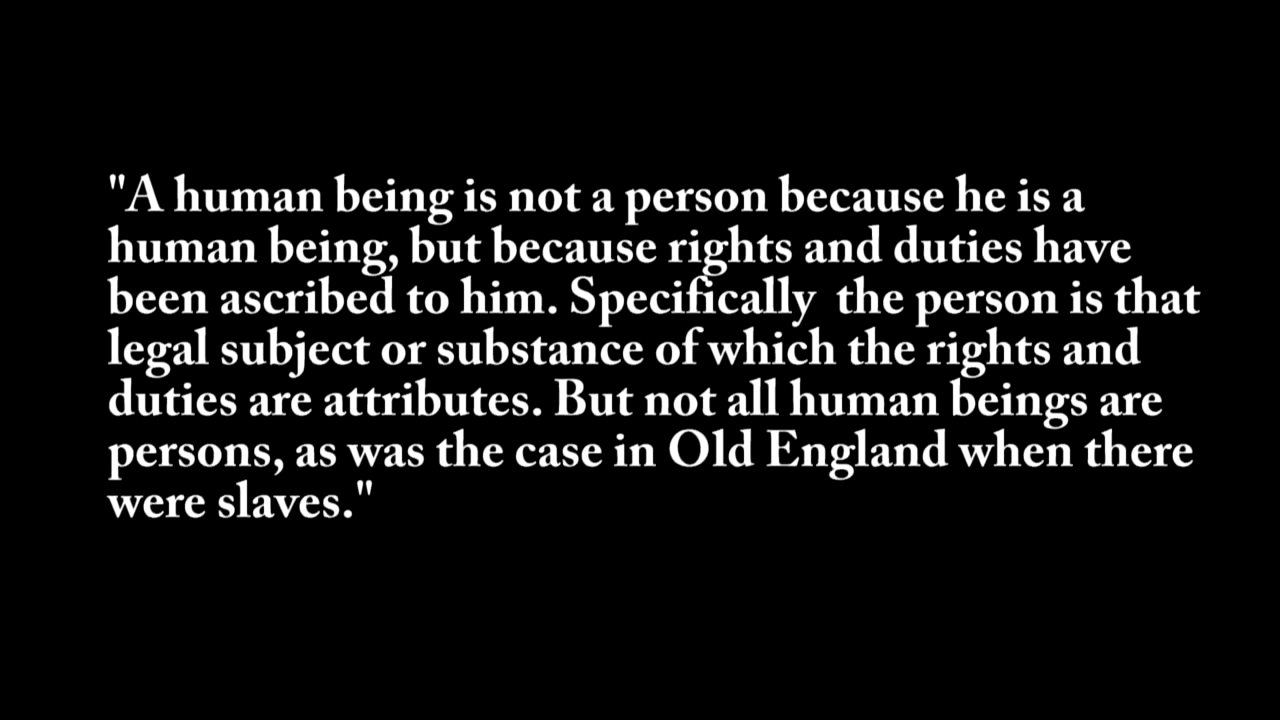 "A human being is not a person because he is a
human being, but because rights and duties have
been ascribed to him. Specifically  the person is that
legal subject or substance of which the rights and
duties are attributes. But not all human beings are
persons, as was the case in Old England when there
were slaves."